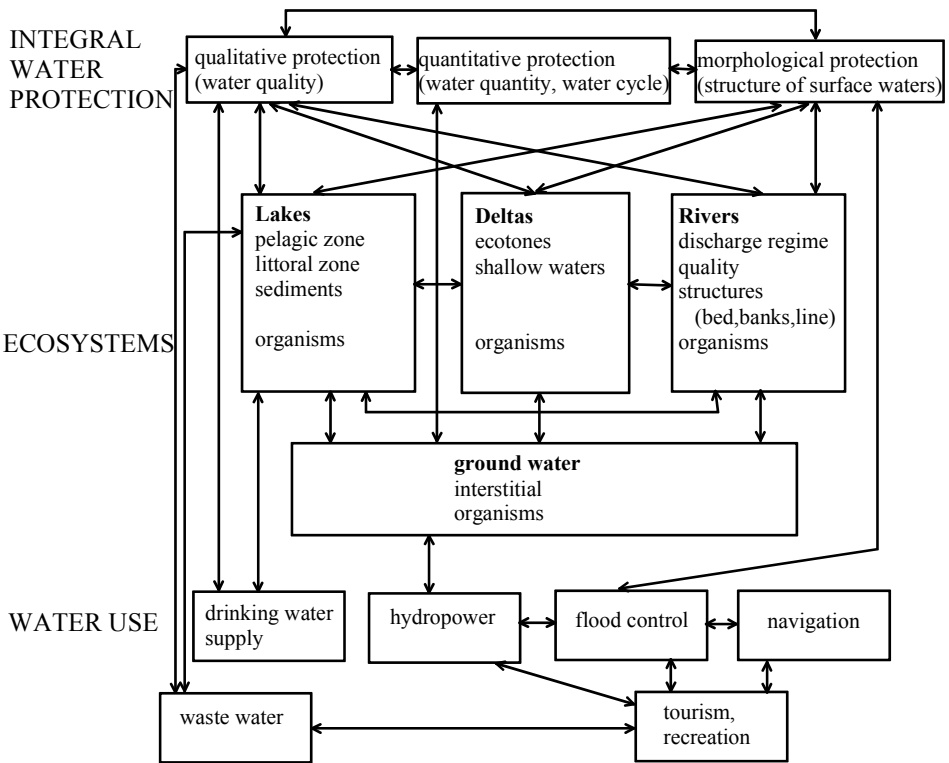 INTEGRAL
WATER
PROTECTION
qualitative protection
(water quality)
quantitative protection
(water quantity, water cycle)
morphological protection
(structure of surface waters)
ECOSYSTEMS
Lakes
pelagic zone
littoral zone
sediments
organisms
Deltas
ecotones
shallow waters
organisms
Rivers
discharge regime
quality
structures
(bed,banks,line)
organisms
ground water
interstitial
organisms
WATER USE
drinking water
supply
hydropower
flood control
navigation
waste water
tourism,
recreation